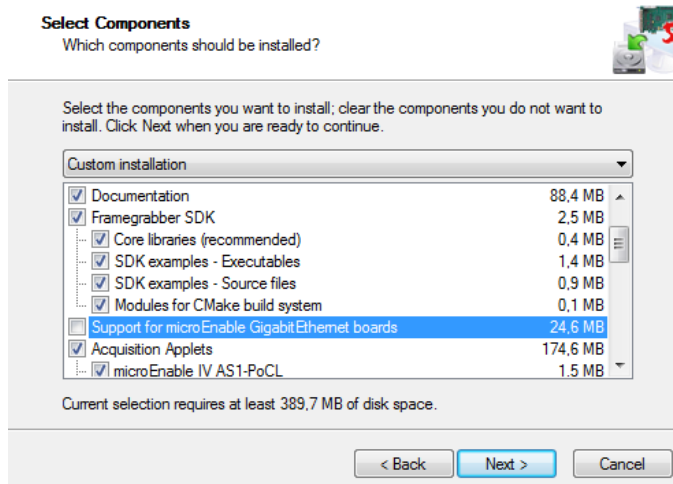 Select Components
Which components should be installed?
Select the components you want to install; clear the components you do not want to
install. Click Next when you are ready to continue.
Custom installation
Documentation 88,4 MB
Framegrabber SDK 2,5 MB
Core libraries (recommended) 0,4 MB
SDK examples - Executables 1,4 MB
SDK examples - Source files 0,9 MB
Modules for CMake build system 0,1 MB
Support for microEnable GigabitEthernet boards 24,6 MB
Acquisition Applets 174,6 MB
microEnable IV AS1-PoCL 1.5 MB
Current selection requires at least 389,7 MB of disk space.
< Back Next > Cancel